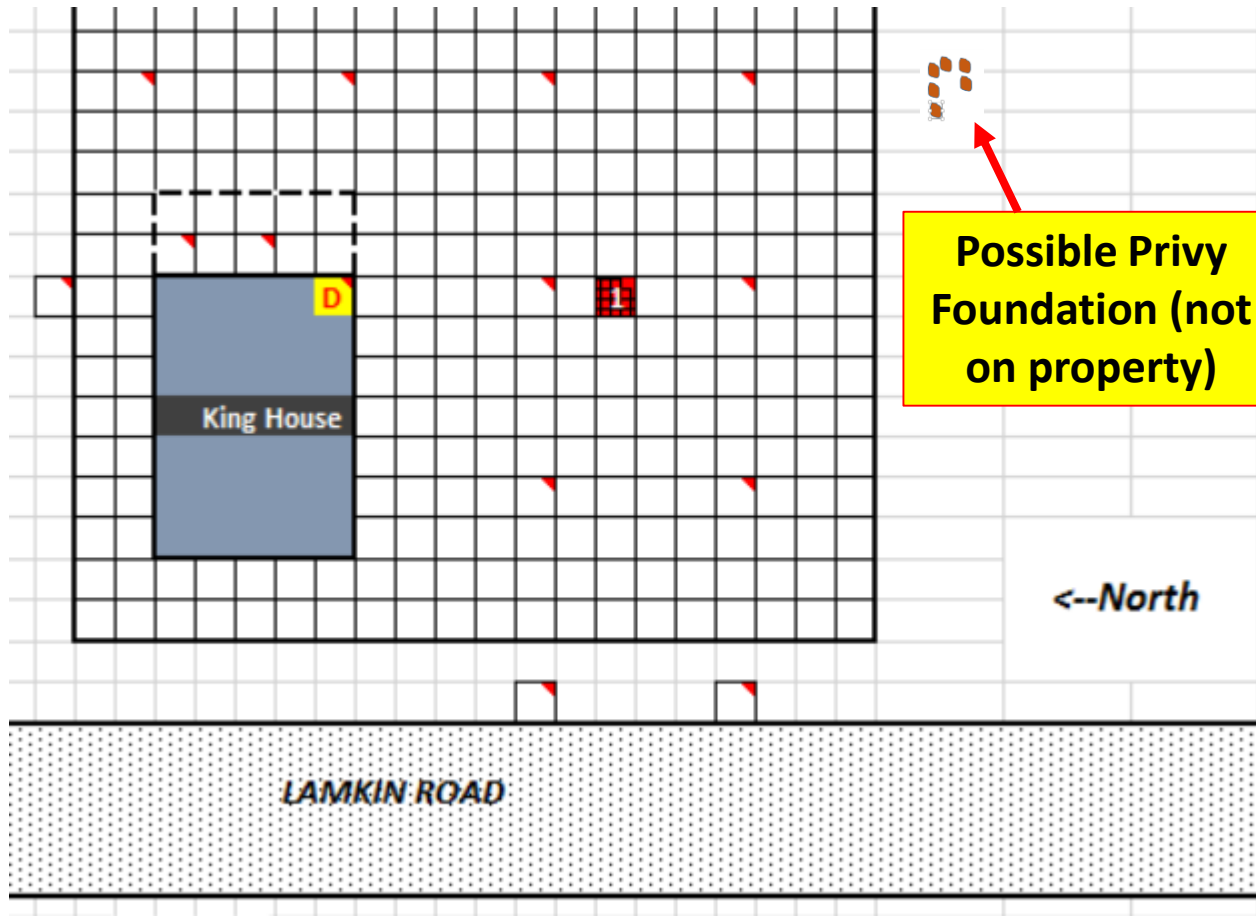 Possible Privy
Foundation (not
on property)
D
1
King House
<--North
LAMKIN ROAD